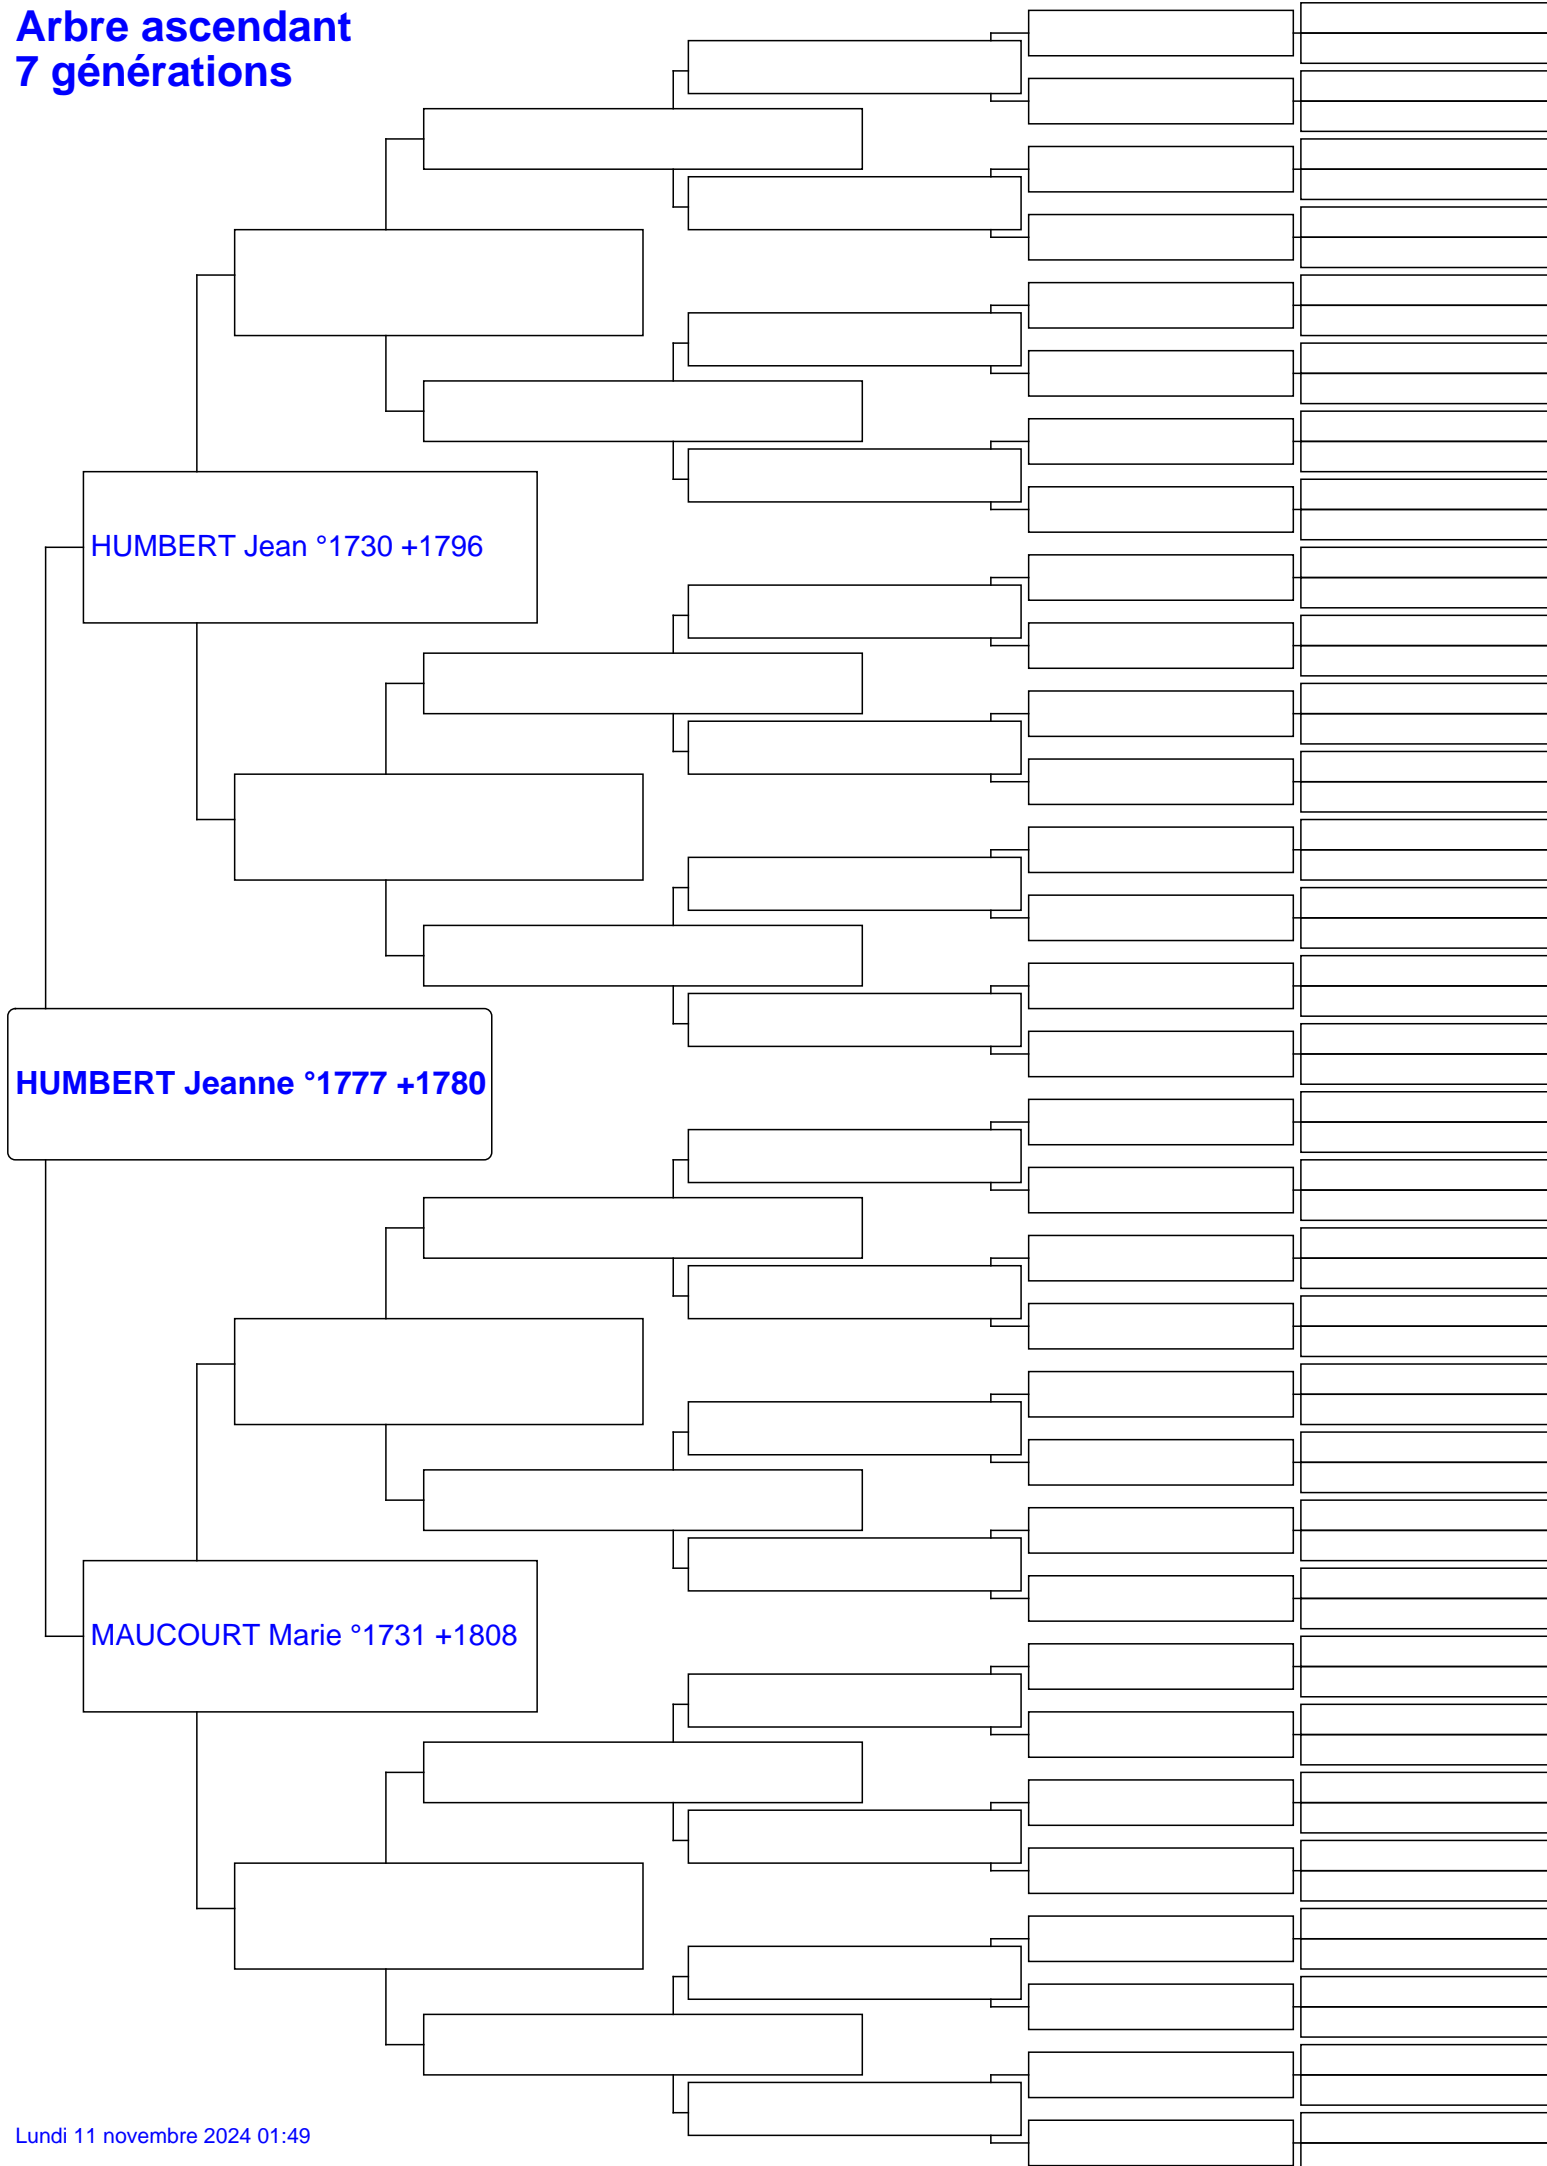 Arbre ascendant
7 générations
HUMBERT Jean °1730 +1796
HUMBERT Jeanne °1777 +1780
MAUCOURT Marie °1731 +1808
Lundi 11 novembre 2024 01:49